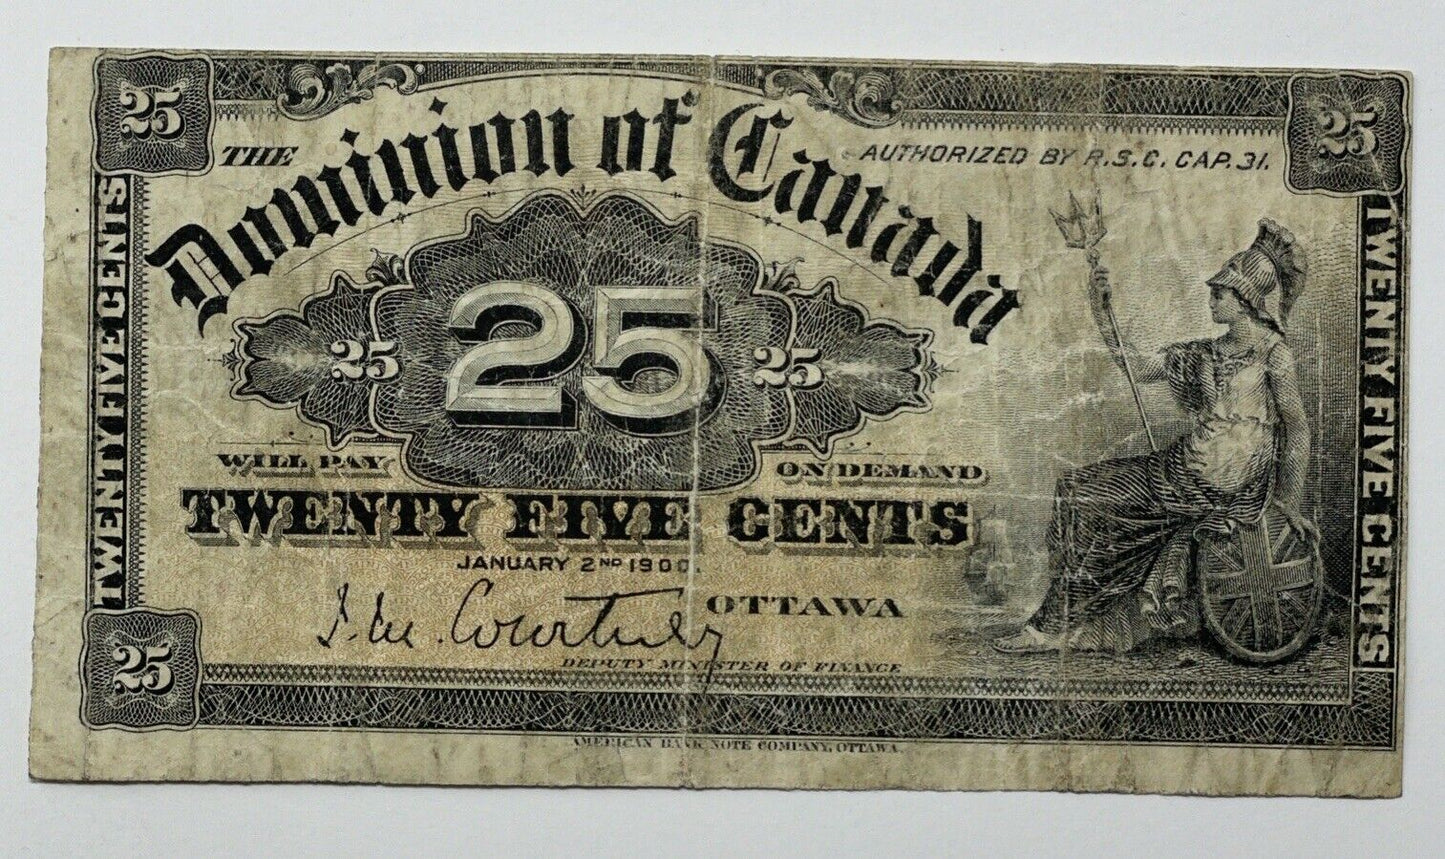 25
25
THE
Dominion of Canada
AUTHORIZED BY R.S.C. CAP. 31.
TWENTY FIVE CENTS
25
25
25
TWENTY FIVE CENTS
WILL PAY
ON DEMAND
TWENTY FIVE CENTS
JANUARY 2ND 1900.
J. M. Courtney
OTTAWA
DEPUTY MINISTER OF FINANCE
25
AMERICAN BANK NOTE COMPANY, OTTAWA.